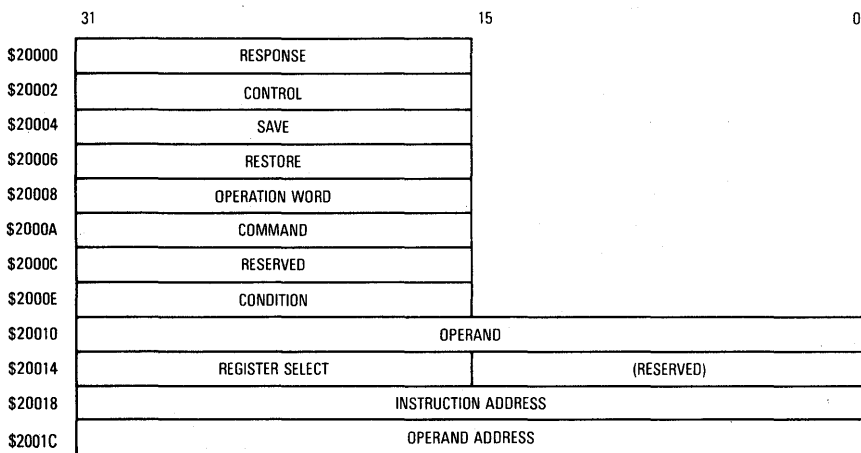 31 15 0
$20000 RESPONSE
$20002 CONTROL
$20004 SAVE
$20006 RESTORE
$20008 OPERATION WORD
$2000A COMMAND
$2000C RESERVED
$2000E CONDITION
$20010 OPERAND
$20014 REGISTER SELECT (RESERVED)
$20018 INSTRUCTION ADDRESS
$2001C OPERAND ADDRESS